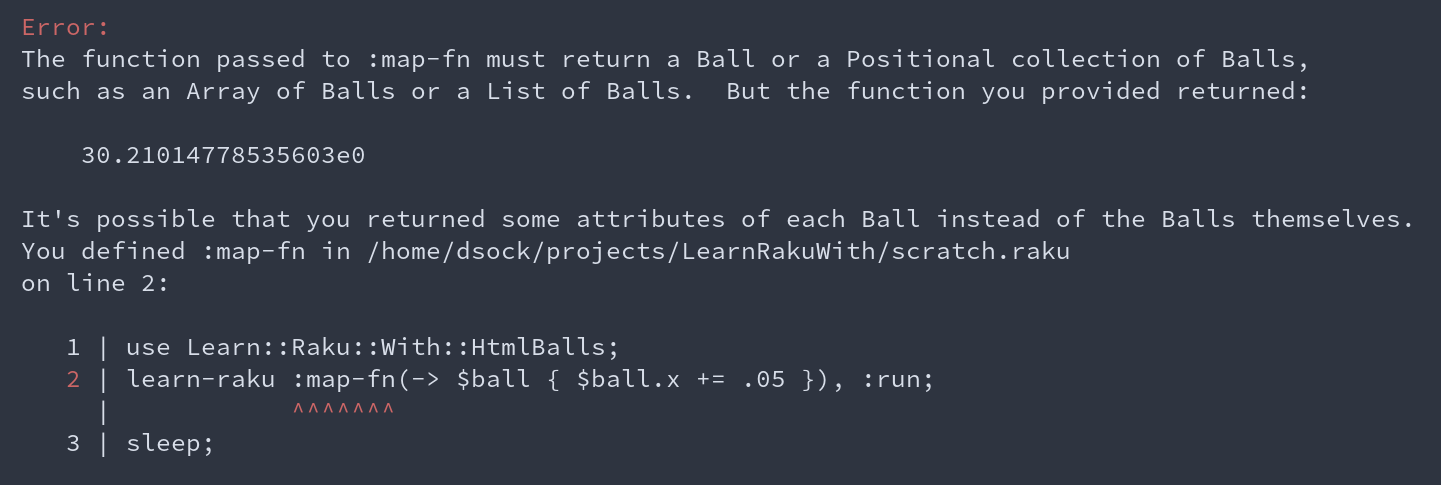 Error:
The function passed to :map-fn must return a Ball or a Positional collection of Balls,
such as an Array of Balls or a List of Balls.  But the function you provided returned:
30.21014778535603e0
It's possible that you returned some attributes of each Ball instead of the Balls themselves.
You defined :map-fn in /home/dsock/projects/LearnRakuWith/scratch.raku
on line 2:
1 | use Learn::Raku::With::HtmlBalls;
2 | learn-raku :map-fn(-> $ball { $ball.x += .05 }), :run;
| ^^^^^^^
3 | sleep;